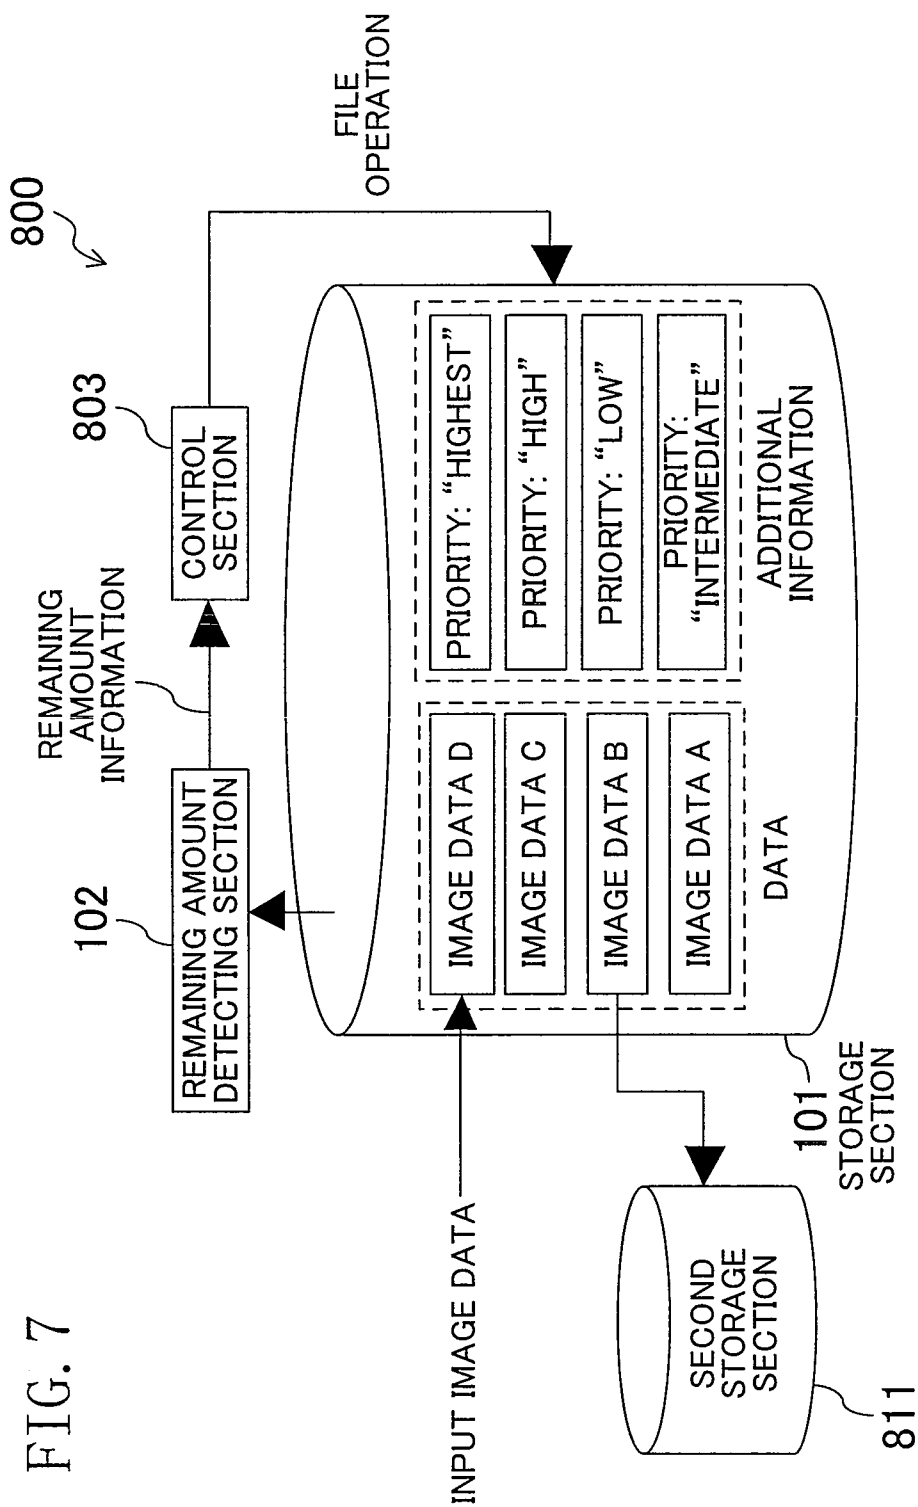 FIG. 7
800
102
REMAINING AMOUNT
DETECTING SECTION
REMAINING
AMOUNT
INFORMATION
803
CONTROL
SECTION
FILE
OPERATION
INPUT IMAGE DATA
IMAGE DATA D
PRIORITY: “HIGHEST”
IMAGE DATA C
PRIORITY: “HIGH”
IMAGE DATA B
PRIORITY: “LOW”
IMAGE DATA A
PRIORITY:
“INTERMEDIATE”
DATA
ADDITIONAL
INFORMATION
101
STORAGE
SECTION
SECOND
STORAGE
SECTION
811